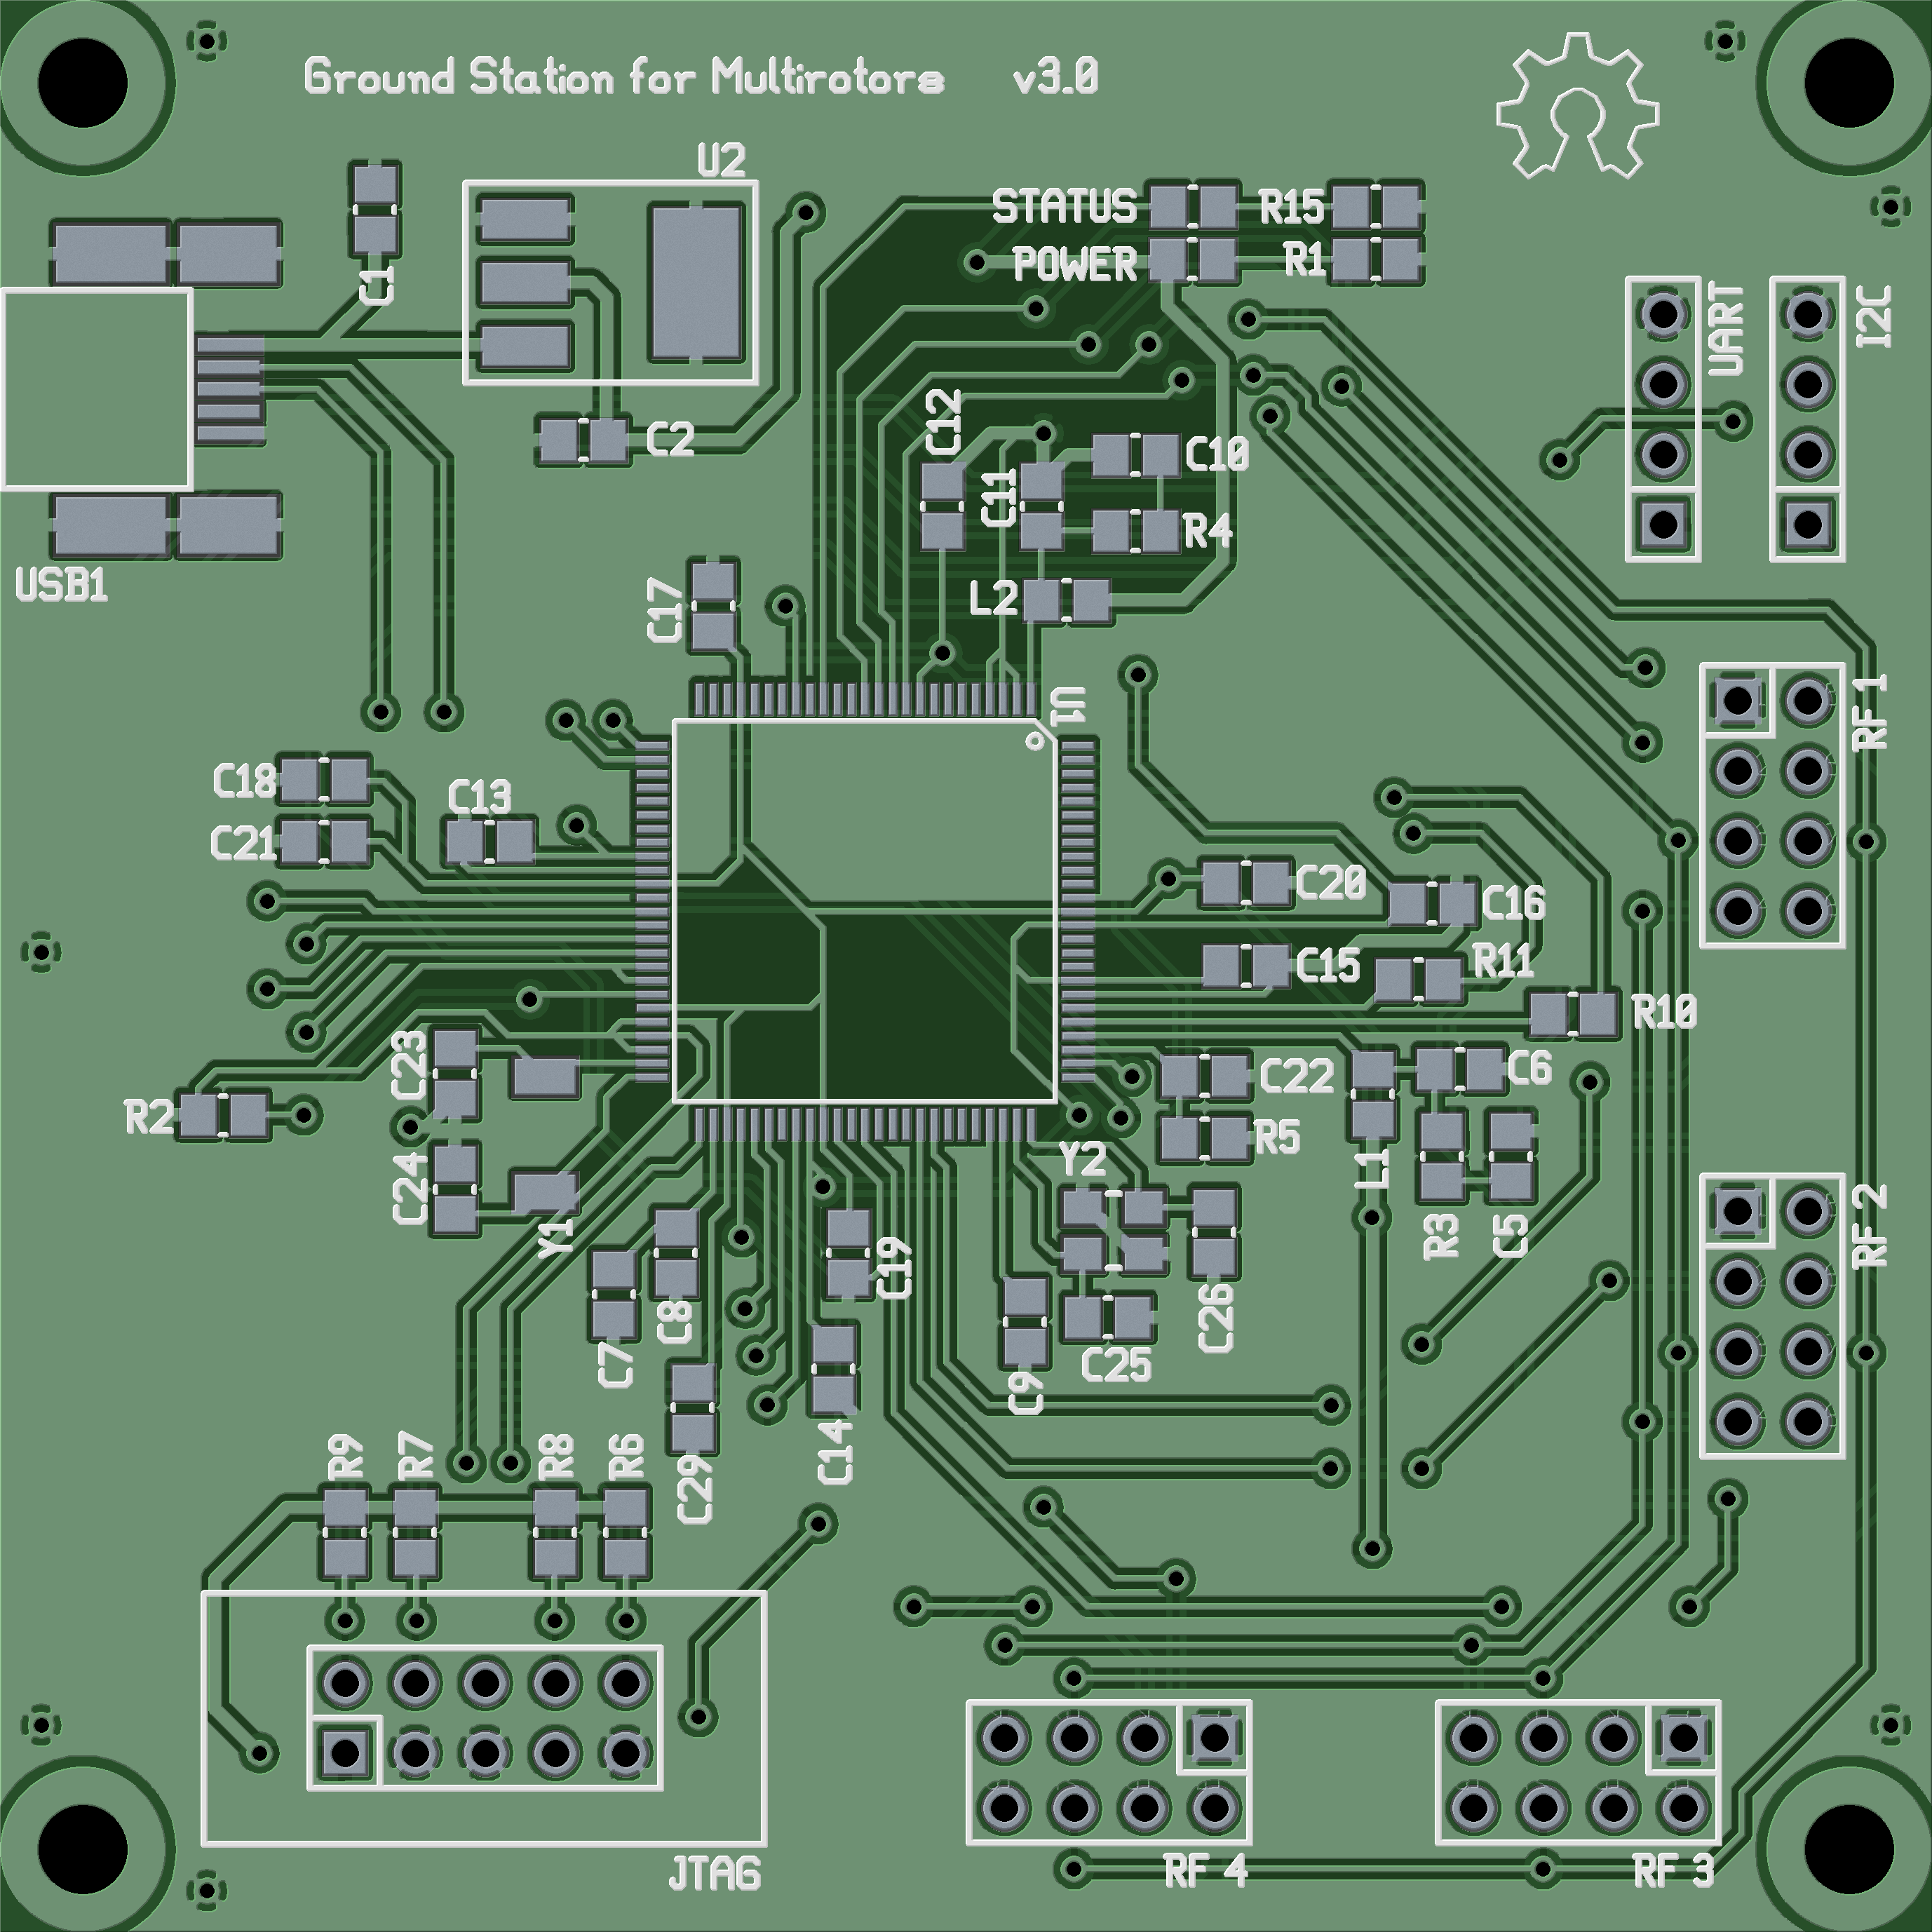 Ground Station for Multirotors v3.0
U2
STATUS
R15
POWER
R1
C1
UART
I2C
C12
C2
C10
C11
R4
USB1
C17
L2
U1
RF 1
C18
C13
C21
C20
C16
C15
R11
R10
C23
C22
C6
R2
R5
Y2
L1
C24
Y1
R3
C5
RF 2
C19
C8
C26
C7
C25
C9
C14
R9
R7
R8
R6
C29
JTAG
RF 4
RF 3